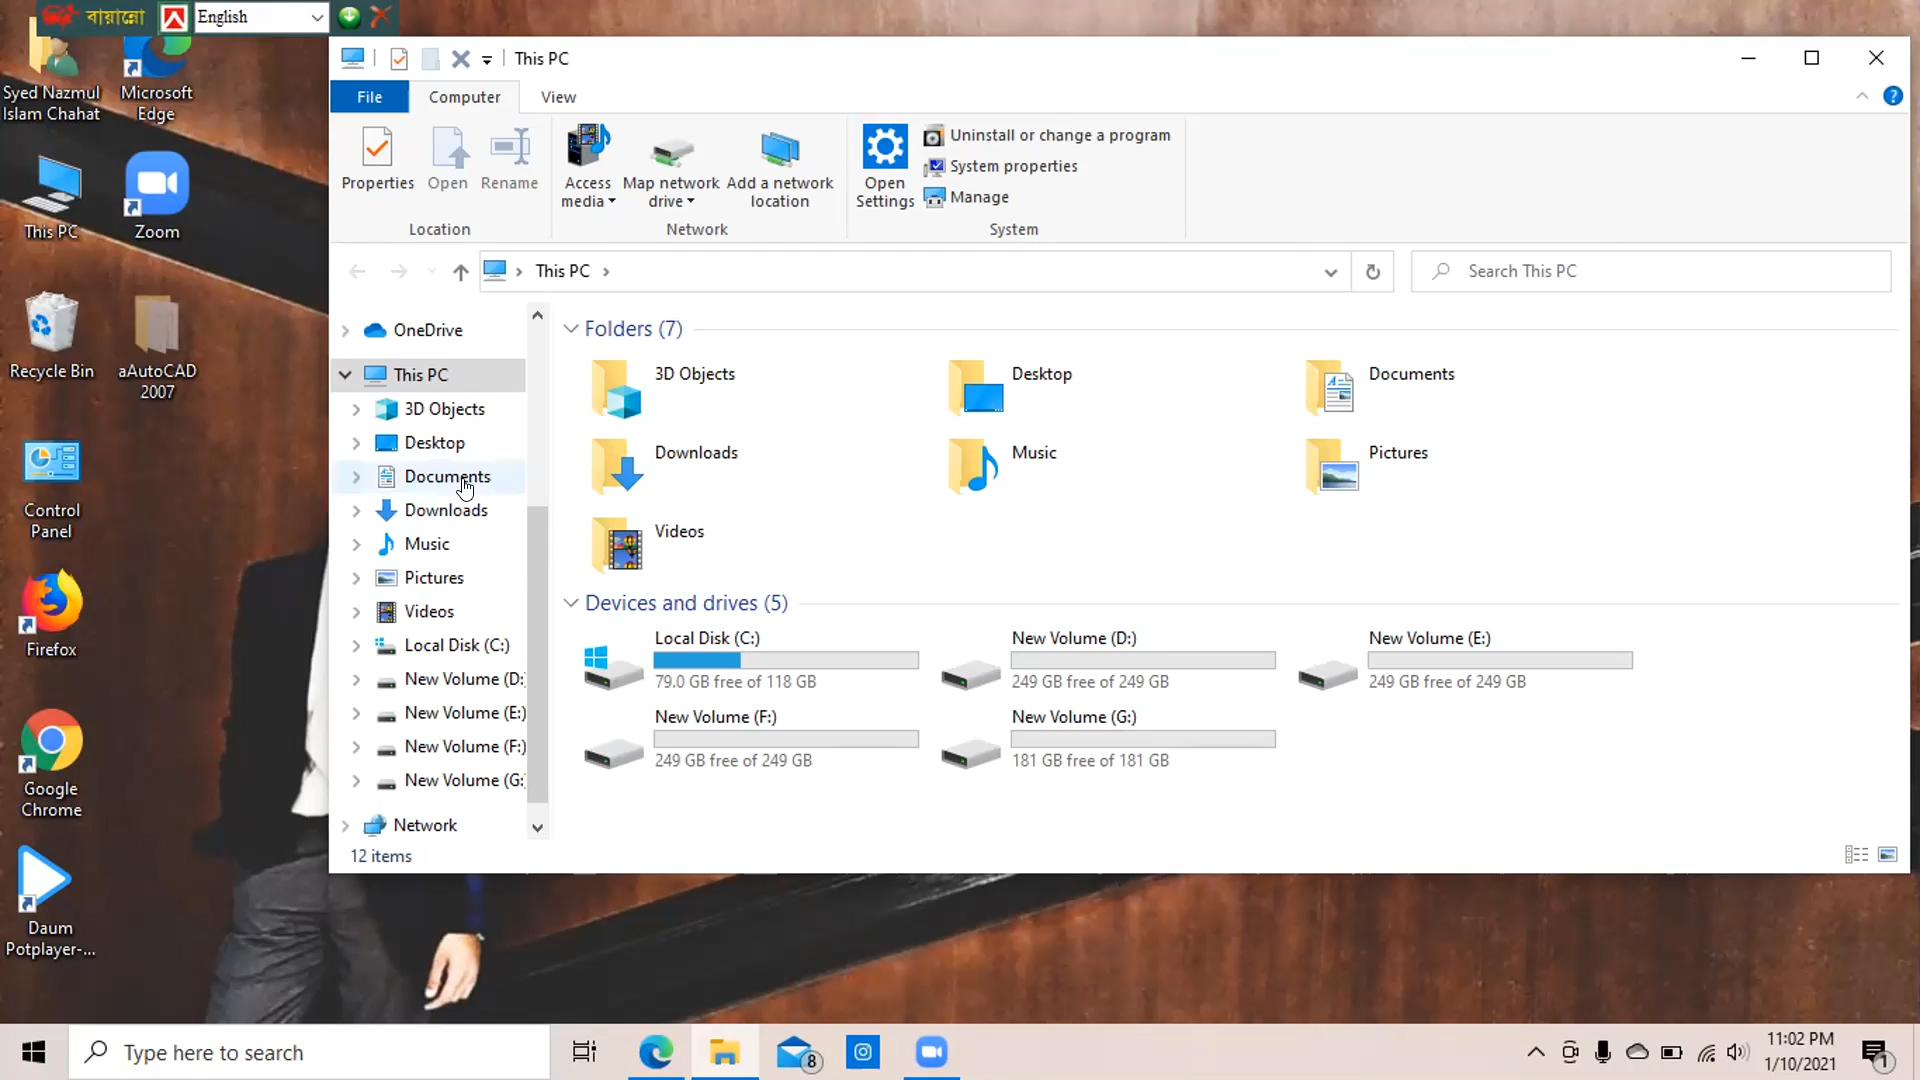 বায়ান্নো English
Syed Nazmul
Islam Chahat
Microsoft
Edge
This PC
Zoom
Recycle Bin
aAutoCAD
2007
Control
Panel
Firefox
Google
Chrome
Daum
Potplayer-...
This PC
File Computer View
Properties Open Rename
Access
media
Map network
drive
Add a network
location
Open
Settings
Uninstall or change a program
System properties
Manage
Location Network System
This PC
Search This PC
OneDrive
This PC
3D Objects
Desktop
Documents
Downloads
Music
Pictures
Videos
Local Disk (C:)
New Volume (D:
New Volume (E:)
New Volume (F:)
New Volume (G:
Network
Folders (7)
3D Objects Desktop Documents
Downloads Music Pictures
Videos
Devices and drives (5)
Local Disk (C:)
79.0 GB free of 118 GB
New Volume (D:)
249 GB free of 249 GB
New Volume (E:)
249 GB free of 249 GB
New Volume (F:)
249 GB free of 249 GB
New Volume (G:)
181 GB free of 181 GB
12 items
Type here to search
8
11:02 PM
1/10/2021
1